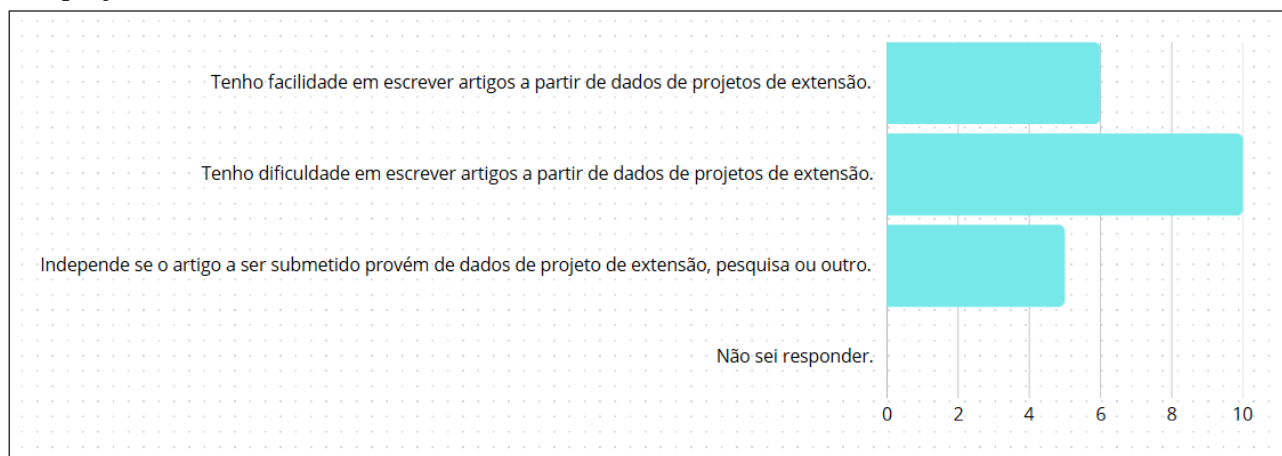 Tenho facilidade em escrever artigos a partir de dados de projetos de extensão.
Tenho dificuldade em escrever artigos a partir de dados de projetos de extensão.
Independe se o artigo a ser submetido provém de dados de projeto de extensão, pesquisa ou outro.
Não sei responder.
0 2 4 6 8 10